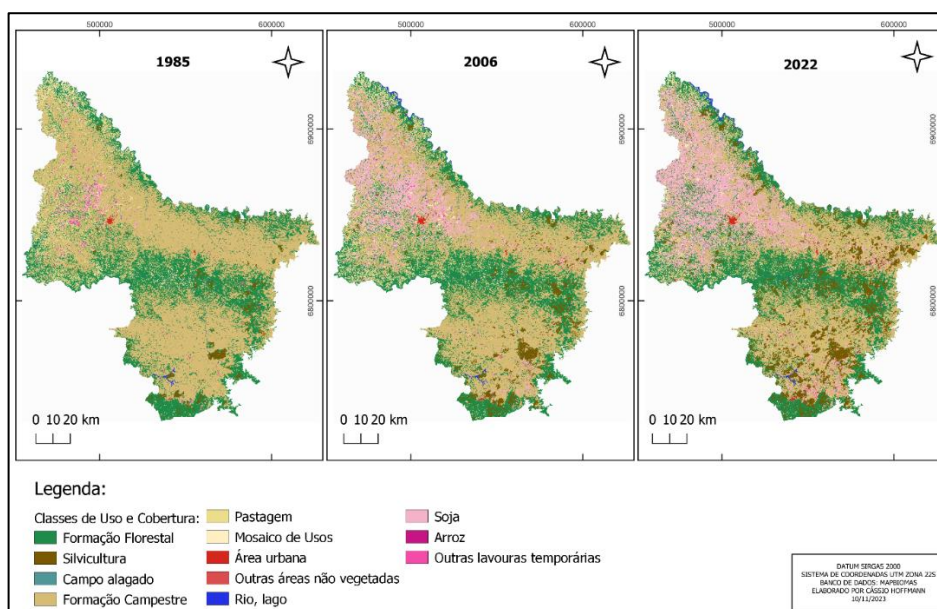 500000 600000 500000 600000 500000 600000
1985 2006 2022
6900000
6900000
6800000
6800000
0 10 20 km 0 10 20 km 0 10 20 km
Legenda:
Classes de Uso e Cobertura:
Formação Florestal
Silvicultura
Campo alagado
Formação Campestre
Pastagem
Mosaico de Usos
Área urbana
Outras áreas não vegetadas
Rio, lago
Soja
Arroz
Outras lavouras temporárias
DATUM SIRGAS 2000
SISTEMA DE COORDENADAS UTM ZONA 22S
BANCO DE DADOS: MAPBIOMAS
ELABORADO POR CÁSSIO HOFFMANN
10/11/2023